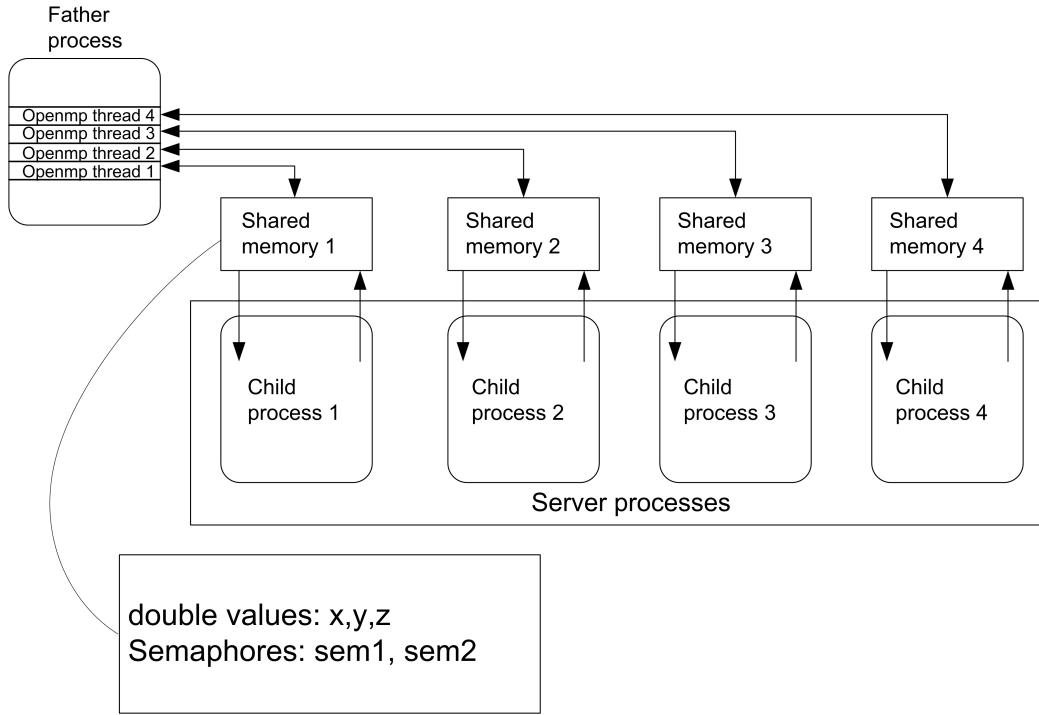 Father
process
Openmp thread 4
Openmp thread 3
Openmp thread 2
Openmp thread 1
Shared
memory 1
Shared
memory 2
Shared
memory 3
Shared
memory 4
Child
process 1
Child
process 2
Child
process 3
Child
process 4
Server processes
double values: x,y,z
Semaphores: sem1, sem2